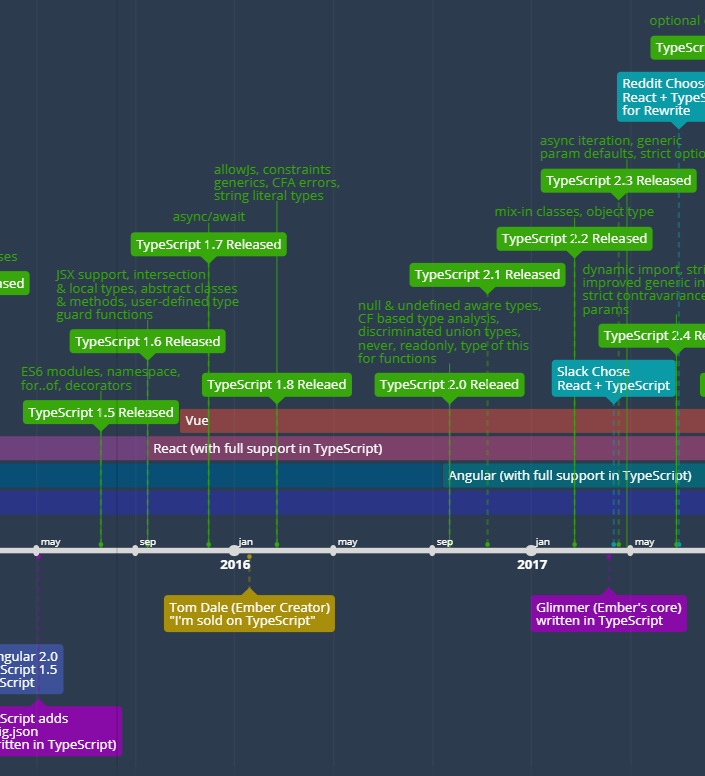 optional
TypeScr
Reddit Choos
React + TypeS
for Rewrite
async iteration, generic
param defaults, strict optio
TypeScript 2.3 Released
allowJs, constraints
generics, CFA errors,
string literal types
async/await
mix-in classes, object type
TypeScript 1.7 Released
TypeScript 2.2 Released
ses
ased
JSX support, intersection
& local types, abstract classes
& methods, user-defined type
guard functions
TypeScript 2.1 Released
dynamic import, stri
improved generic in
strict contravariance
params
null & undefined aware types,
CF based type analysis,
discriminated union types,
never, readonly, type of this
for functions
TypeScript 1.6 Released
TypeScript 2.4 Re
ES6 modules, namespace,
for..of, decorators
Slack Chose
React + TypeScript
TypeScript 1.8 Releaed
TypeScript 2.0 Releaed
TypeScript 1.5 Released
Vue
React (with full support in TypeScript)
Angular (with full support in TypeScript)
may
sep
jan
may
sep
jan
may
2016
2017
Tom Dale (Ember Creator)
"I'm sold on TypeScript"
Glimmer (Ember's core)
written in TypeScript
ngular 2.0
Script 1.5
Script
Script adds
ig.json
ritten in TypeScript)